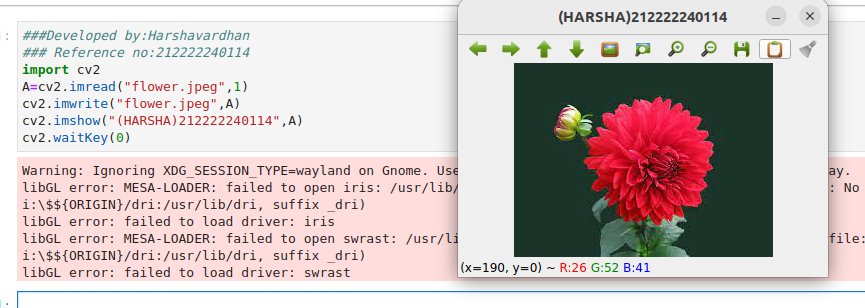 ###Developed by:Harshavardhan
### Reference no:212222240114
import cv2
A=cv2.imread("flower.jpeg",1)
cv2.imwrite("flower.jpeg",A)
cv2.imshow("(HARSHA)212222240114",A)
cv2.waitKey(0)
Warning: Ignoring XDG_SESSION_TYPE=wayland on Gnome. Use
ay.
libGL error: MESA-LOADER: failed to open iris: /usr/lib/
: No
i:\$${ORIGIN}/dri:/usr/lib/dri, suffix _dri)
libGL error: failed to load driver: iris
libGL error: MESA-LOADER: failed to open swrast: /usr/li
file:
i:\$${ORIGIN}/dri:/usr/lib/dri, suffix _dri)
libGL error: failed to load driver: swrast
(HARSHA)212222240114
(x=190, y=0) ~ R:26 G:52 B:41